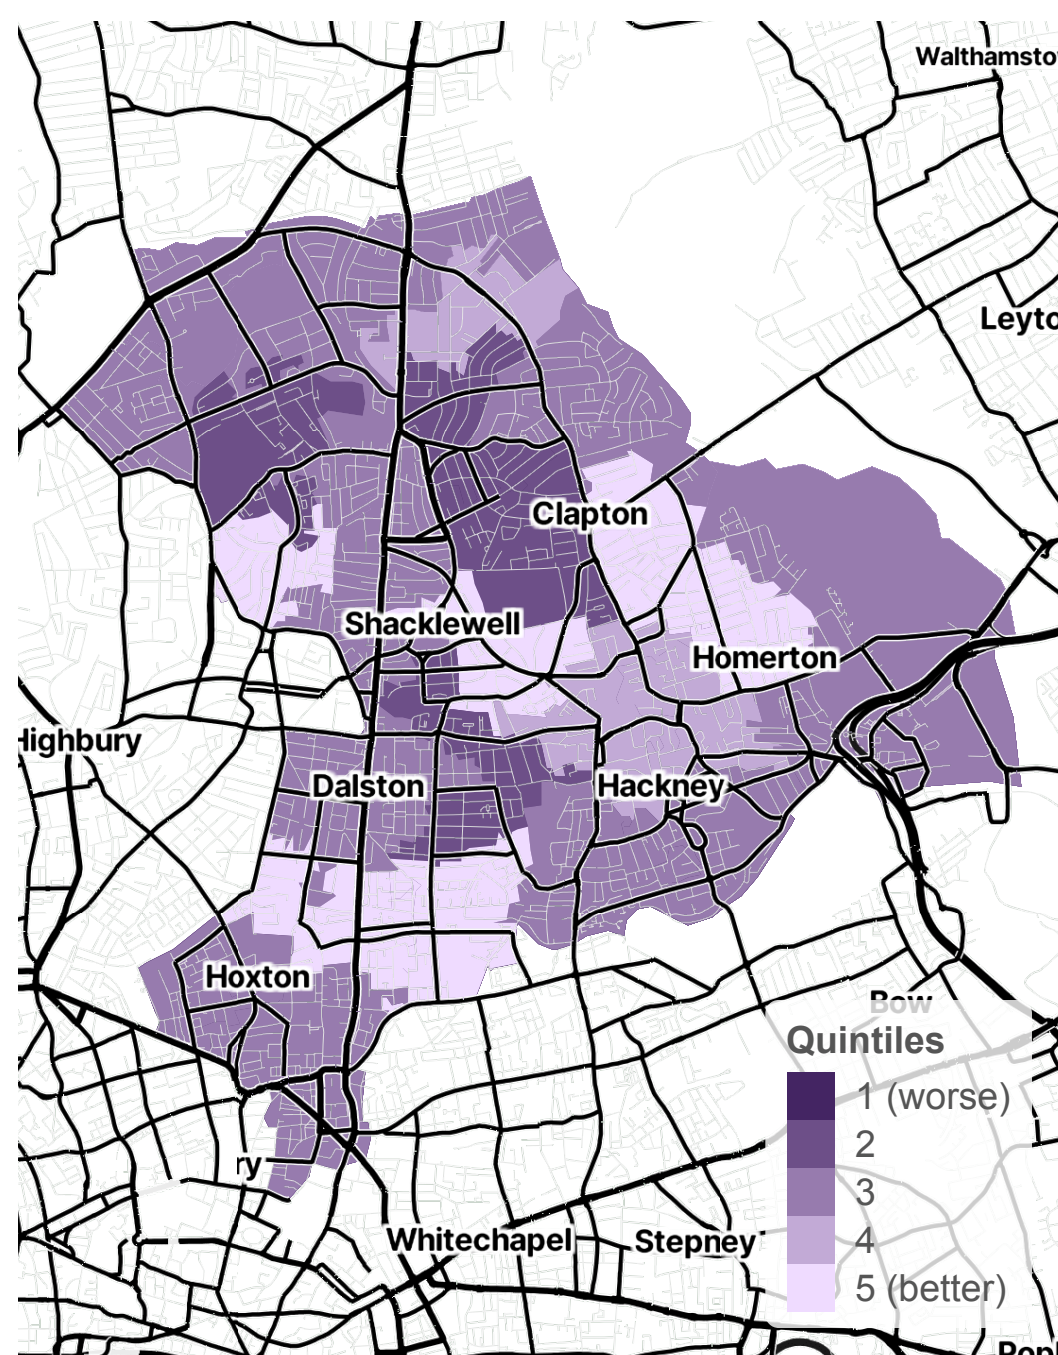 Walthamsto
Leyto
Clapton
Shacklewell
Homerton
Highbury
Dalston
Hackney
Hoxton
Bow
Quintiles
1 (worse)
2
3
4
5 (better)
ry
Whitechapel
Stepney
Pop